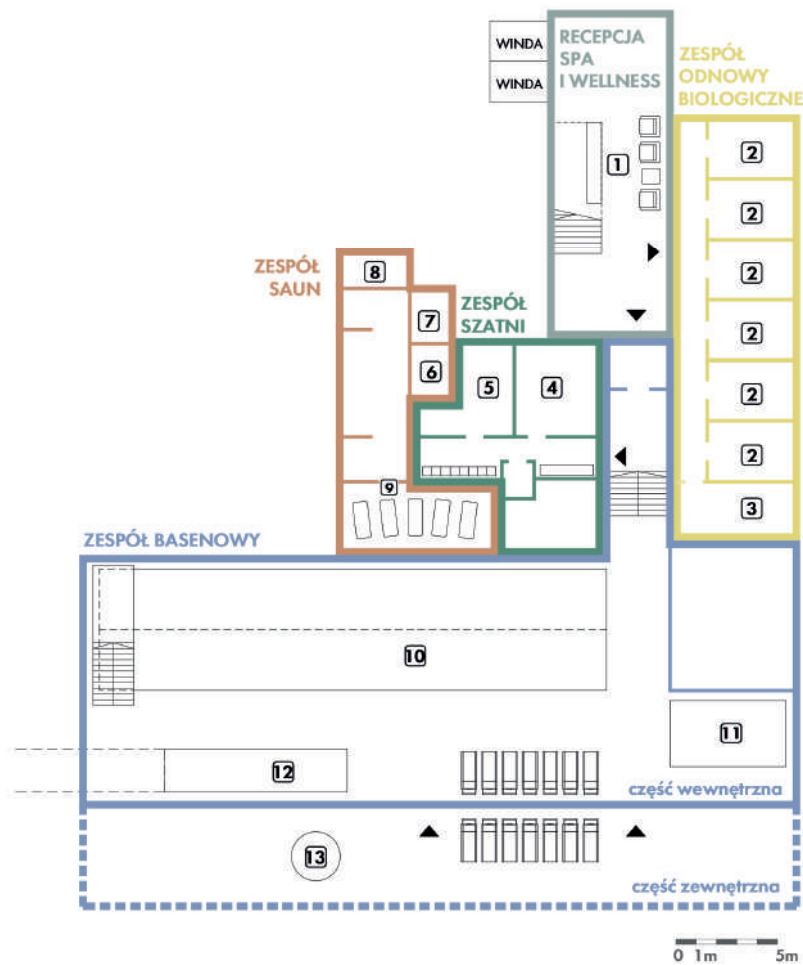 WINDA
WINDA
RECEPCJA
SPA
I WELLNESS
ZESPÓŁ
ODNOWY
BIOLOGICZNE
1
2
2
2
2
2
2
3
ZESPÓŁ
SAUN
8
7
6
9
ZESPÓŁ
SZATNI
5
4
ZESPÓŁ BASENOWY
10
11
12
część wewnętrzna
13
część zewnętrzna
0 1m 5m